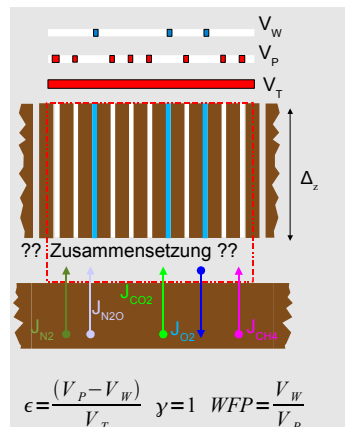 V_W
V_P
V_T
Δ_z
?? Zusammensetzung ??
J_N2 J_N2O J_CO2 J_O2 J_CH4
ϵ=(V_P−V_W)/V_T γ=1 WFP=V_W/V_P